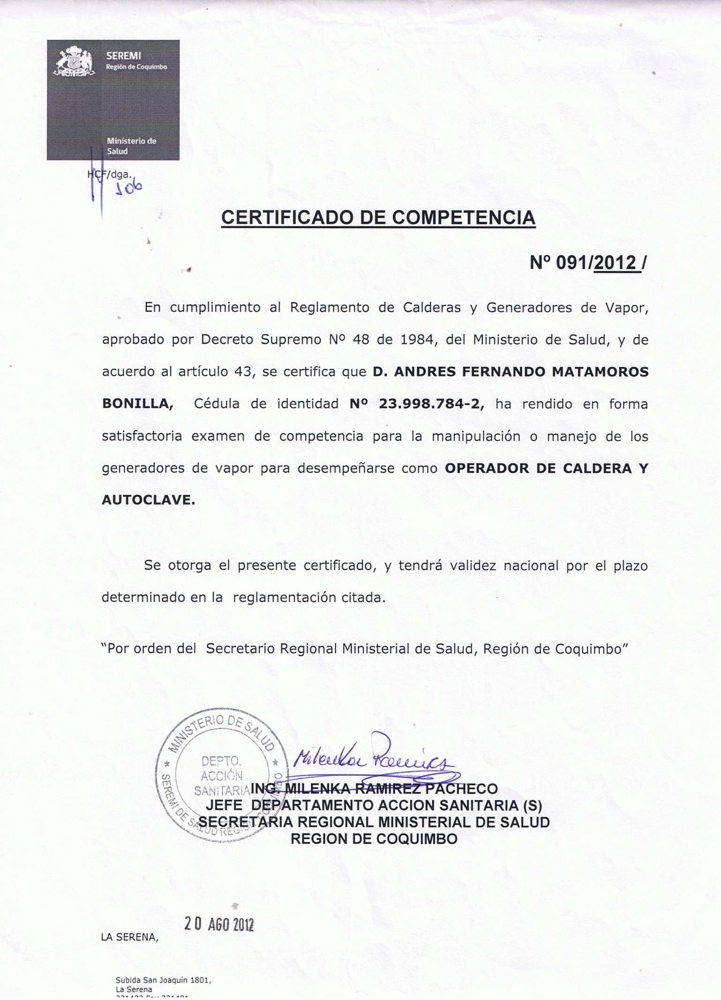 SEREMI
Región de Coquimbo
Ministerio de
Salud
HCF/dga.
106
CERTIFICADO DE COMPETENCIA
Nº 091/2012 /
En cumplimiento al Reglamento de Calderas y Generadores de Vapor,
aprobado por Decreto Supremo Nº 48 de 1984, del Ministerio de Salud, y de
acuerdo al artículo 43, se certifica que D. ANDRES FERNANDO MATAMOROS
BONILLA, Cédula de identidad Nº 23.998.784-2, ha rendido en forma
satisfactoria examen de competencia para la manipulación o manejo de los
generadores de vapor para desempeñarse como OPERADOR DE CALDERA Y
AUTOCLAVE.
Se otorga el presente certificado, y tendrá validez nacional por el plazo
determinado en la reglamentación citada.
“Por orden del Secretario Regional Ministerial de Salud, Región de Coquimbo”
* MINISTERIO DE SALUD *
SEREMI DE SALUD REGION COQUIMBO
DEPTO.
ACCIÓN
SANITARIA
Milenka Ramirez
ING. MILENKA RAMIREZ PACHECO
JEFE DEPARTAMENTO ACCION SANITARIA (S)
SECRETARIA REGIONAL MINISTERIAL DE SALUD
REGION DE COQUIMBO
20 AGO 2012
LA SERENA,
Subida San Joaquín 1801,
La Serena